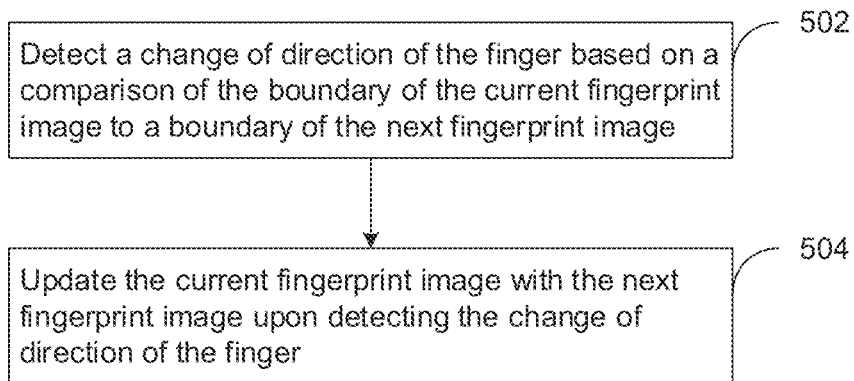 502
Detect a change of direction of the finger based on a
comparison of the boundary of the current fingerprint
image to a boundary of the next fingerprint image
504
Update the current fingerprint image with the next
fingerprint image upon detecting the change of
direction of the finger